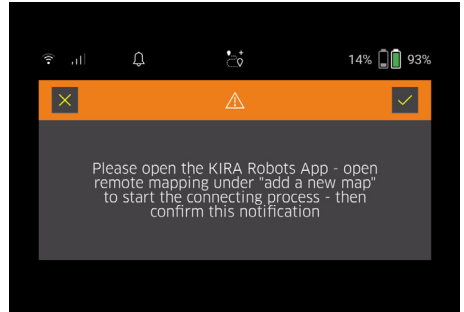 14% 93%
Please open the KIRA Robots App - open
remote mapping under "add a new map"
to start the connecting process - then
confirm this notification